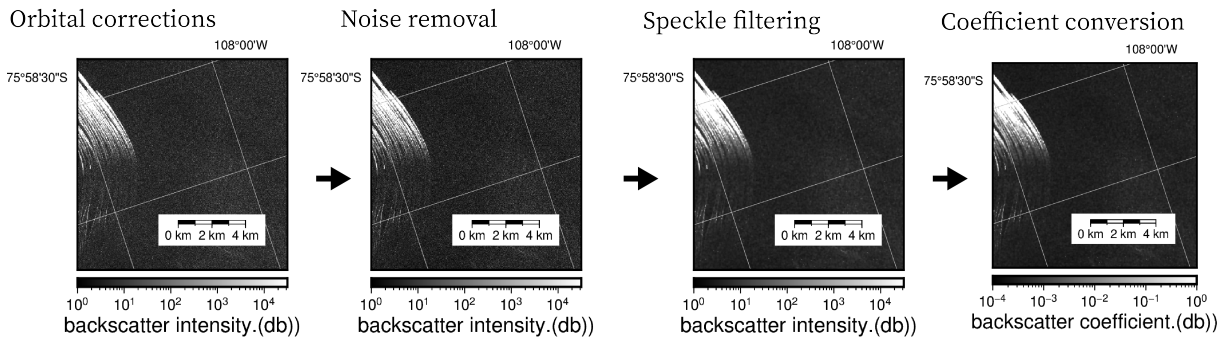 Orbital corrections
108°00'W
75°58'30"S
0 km 2 km 4 km
10⁰ 10¹ 10² 10³ 10⁴
backscatter intensity.(db))
Noise removal
108°00'W
75°58'30"S
0 km 2 km 4 km
10⁰ 10¹ 10² 10³ 10⁴
backscatter intensity.(db))
Speckle filtering
108°00'W
75°58'30"S
0 km 2 km 4 km
10⁰ 10¹ 10² 10³ 10⁴
backscatter intensity.(db))
Coefficient conversion
108°00'W
75°58'30"S
0 km 2 km 4 km
10⁻⁴ 10⁻³ 10⁻² 10⁻¹ 10⁰
backscatter coefficient.(db))